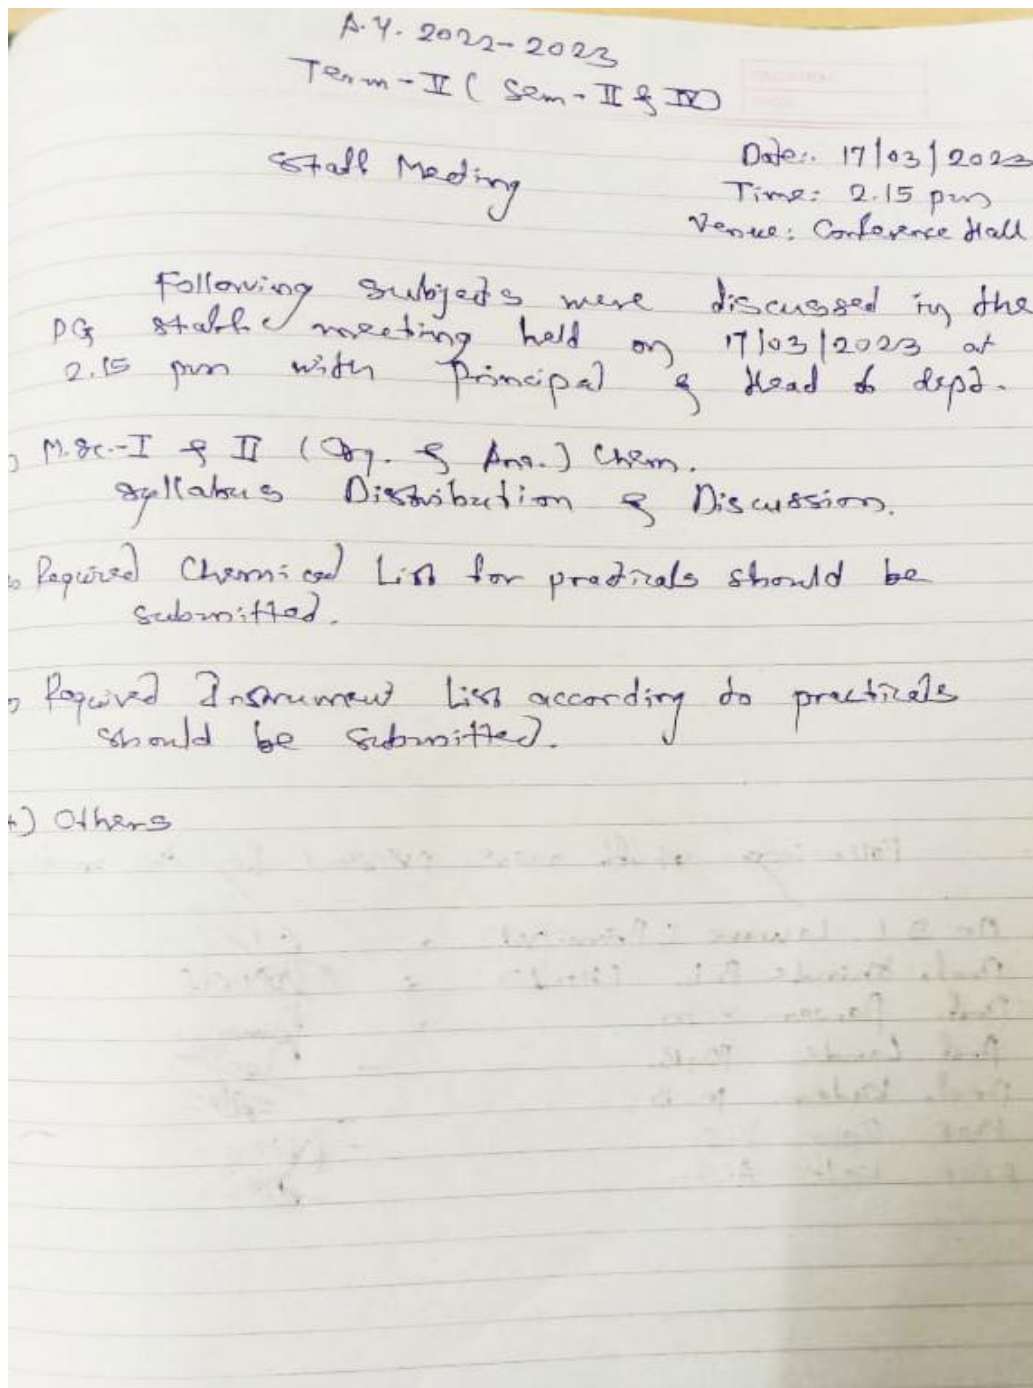 A.Y. 2022-2023
Term-II ( Sem-II & IV)
Staff Meeting
Date:. 17/03/2023
Time: 2.15 pm
Venue: Conference Hall
Following subjects were discussed in the
PG staff meeting held on 17/03/2023 at
2.15 pm with Principal & Head of dept.
) M.Sc.-I & II (Org. & Ana.) Chem.
syllabus Distribution & Discussion.
Required Chemical List for practicals should be
submitted.
Required Instrument List according to practicals
should be submitted.
) Others